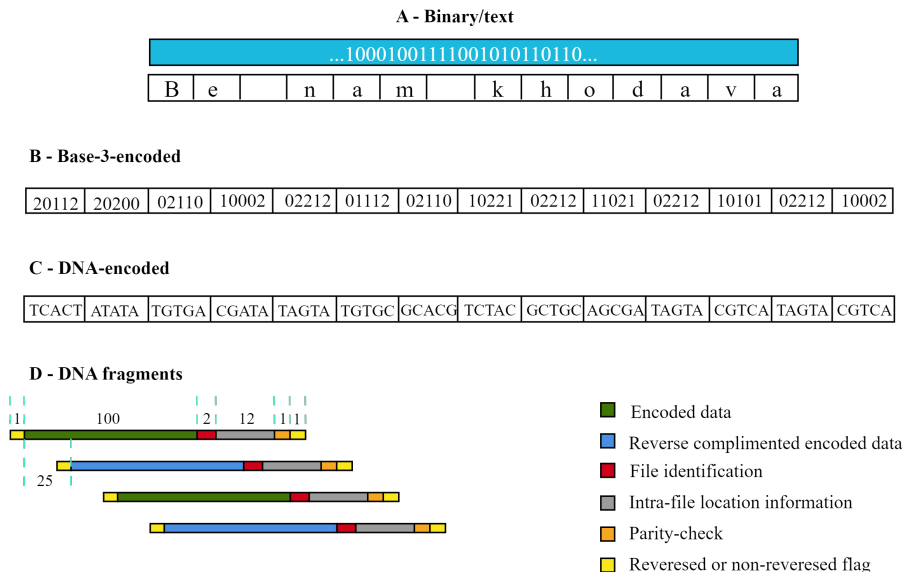 A - Binary/text
...10001001111001010110110...
B e n a m k h o d a v a
B - Base-3-encoded
20112 20200 02110 10002 02212 01112 02110 10221 02212 11021 02212 10101 02212 10002
C - DNA-encoded
TCACT ATATA TGTGA CGATA TAGTA TGTGC GCACG TCTAC GCTGC AGCGA TAGTA CGTCA TAGTA CGTCA
D - DNA fragments
1 100 2 12 1 1
25
Encoded data
Reverse complimented encoded data
File identification
Intra-file location information
Parity-check
Reveresed or non-reveresed flag